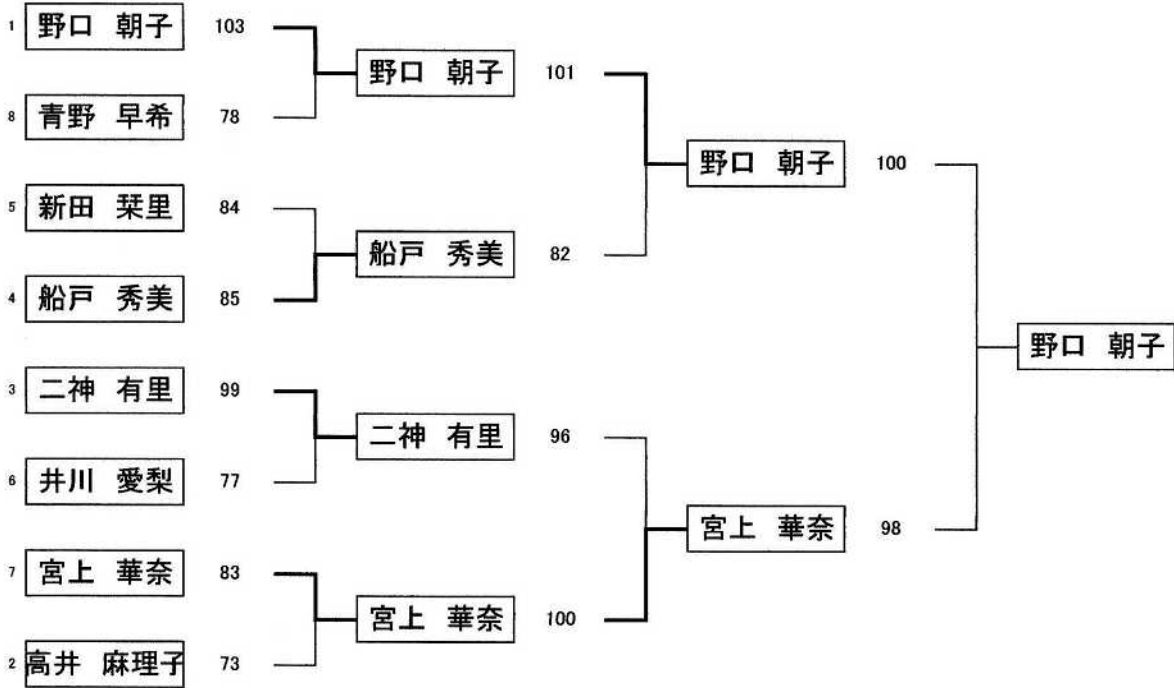 1 野口 朝子 103
野口 朝子 101
8 青野 早希 78
野口 朝子 100
5 新田 栞里 84
船戸 秀美 82
4 船戸 秀美 85
野口 朝子
3 二神 有里 99
二神 有里 96
6 井川 愛梨 77
宮上 華奈 98
7 宮上 華奈 83
宮上 華奈 100
2 高井 麻理子 73